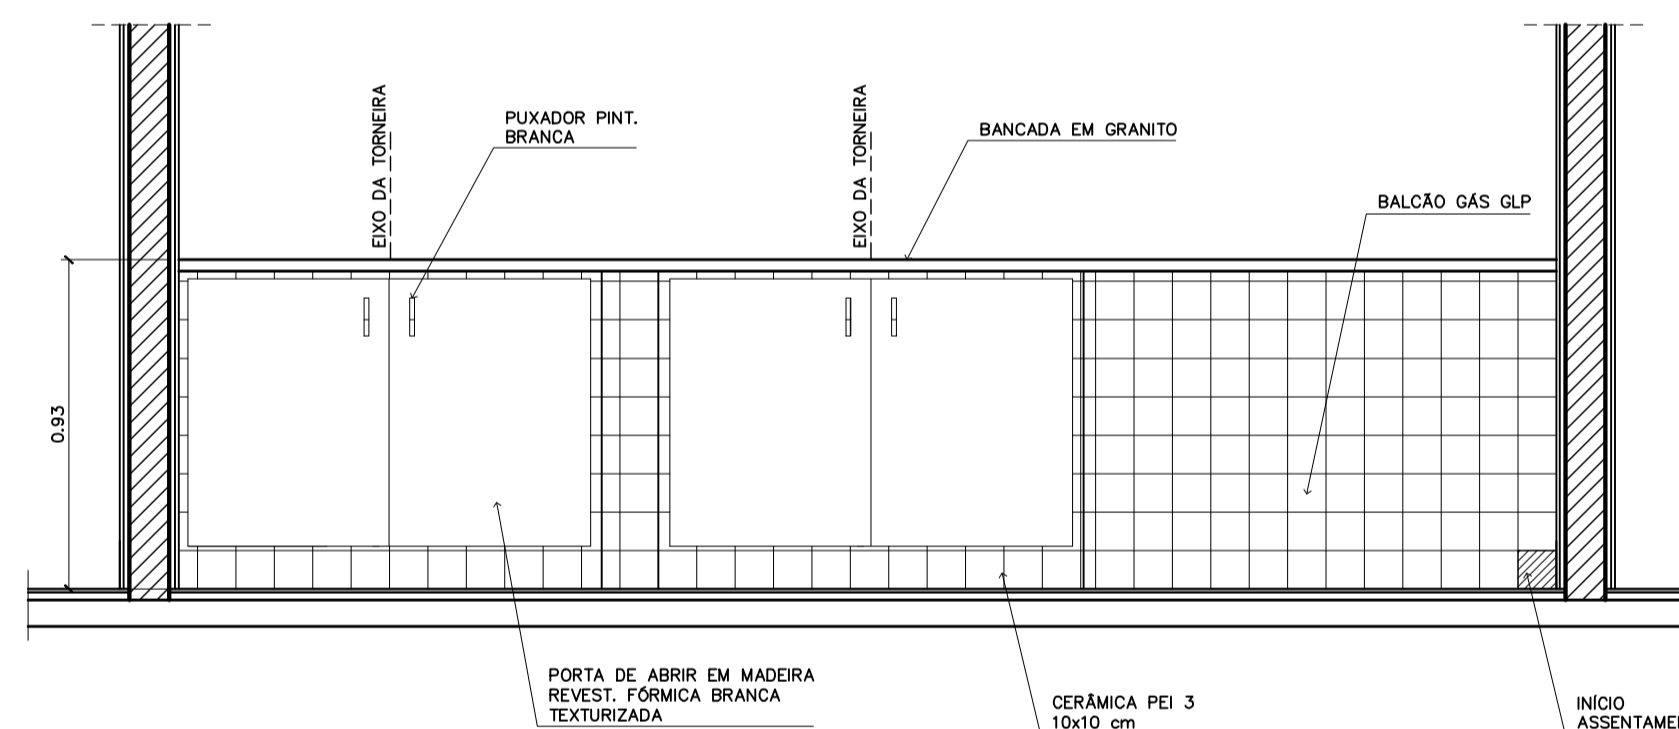 EIXO DA TORNEIRA
PUXADOR PINT.
BRANCA
EIXO DA TORNEIRA
BANCADA EM GRANITO
BALCÃO GÁS GLP
0.93
PORTA DE ABRIR EM MADEIRA
REVEST. FÓRMICA BRANCA
TEXTURIZADA
CERÂMICA PEI 3
10x10 cm
INÍCIO